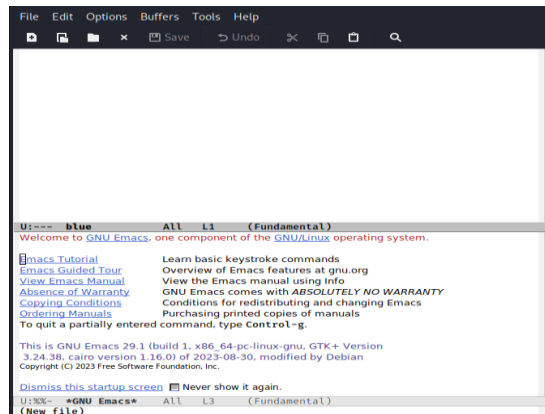 File Edit Options Buffers Tools Help
Save Undo
U:--- blue All L1 (Fundamental)
Welcome to GNU Emacs, one component of the GNU/Linux operating system.
Emacs Tutorial Learn basic keystroke commands
Emacs Guided Tour Overview of Emacs features at gnu.org
View Emacs Manual View the Emacs manual using Info
Absence of Warranty GNU Emacs comes with ABSOLUTELY NO WARRANTY
Copying Conditions Conditions for redistributing and changing Emacs
Ordering Manuals Purchasing printed copies of manuals
To quit a partially entered command, type Control-g.
This is GNU Emacs 29.1 (build 1, x86_64-pc-linux-gnu, GTK+ Version
3.24.38, cairo version 1.16.0) of 2023-08-30, modified by Debian
Copyright (C) 2023 Free Software Foundation, Inc.
Dismiss this startup screen Never show it again.
U:%%- *GNU Emacs* All L3 (Fundamental)
(New file)